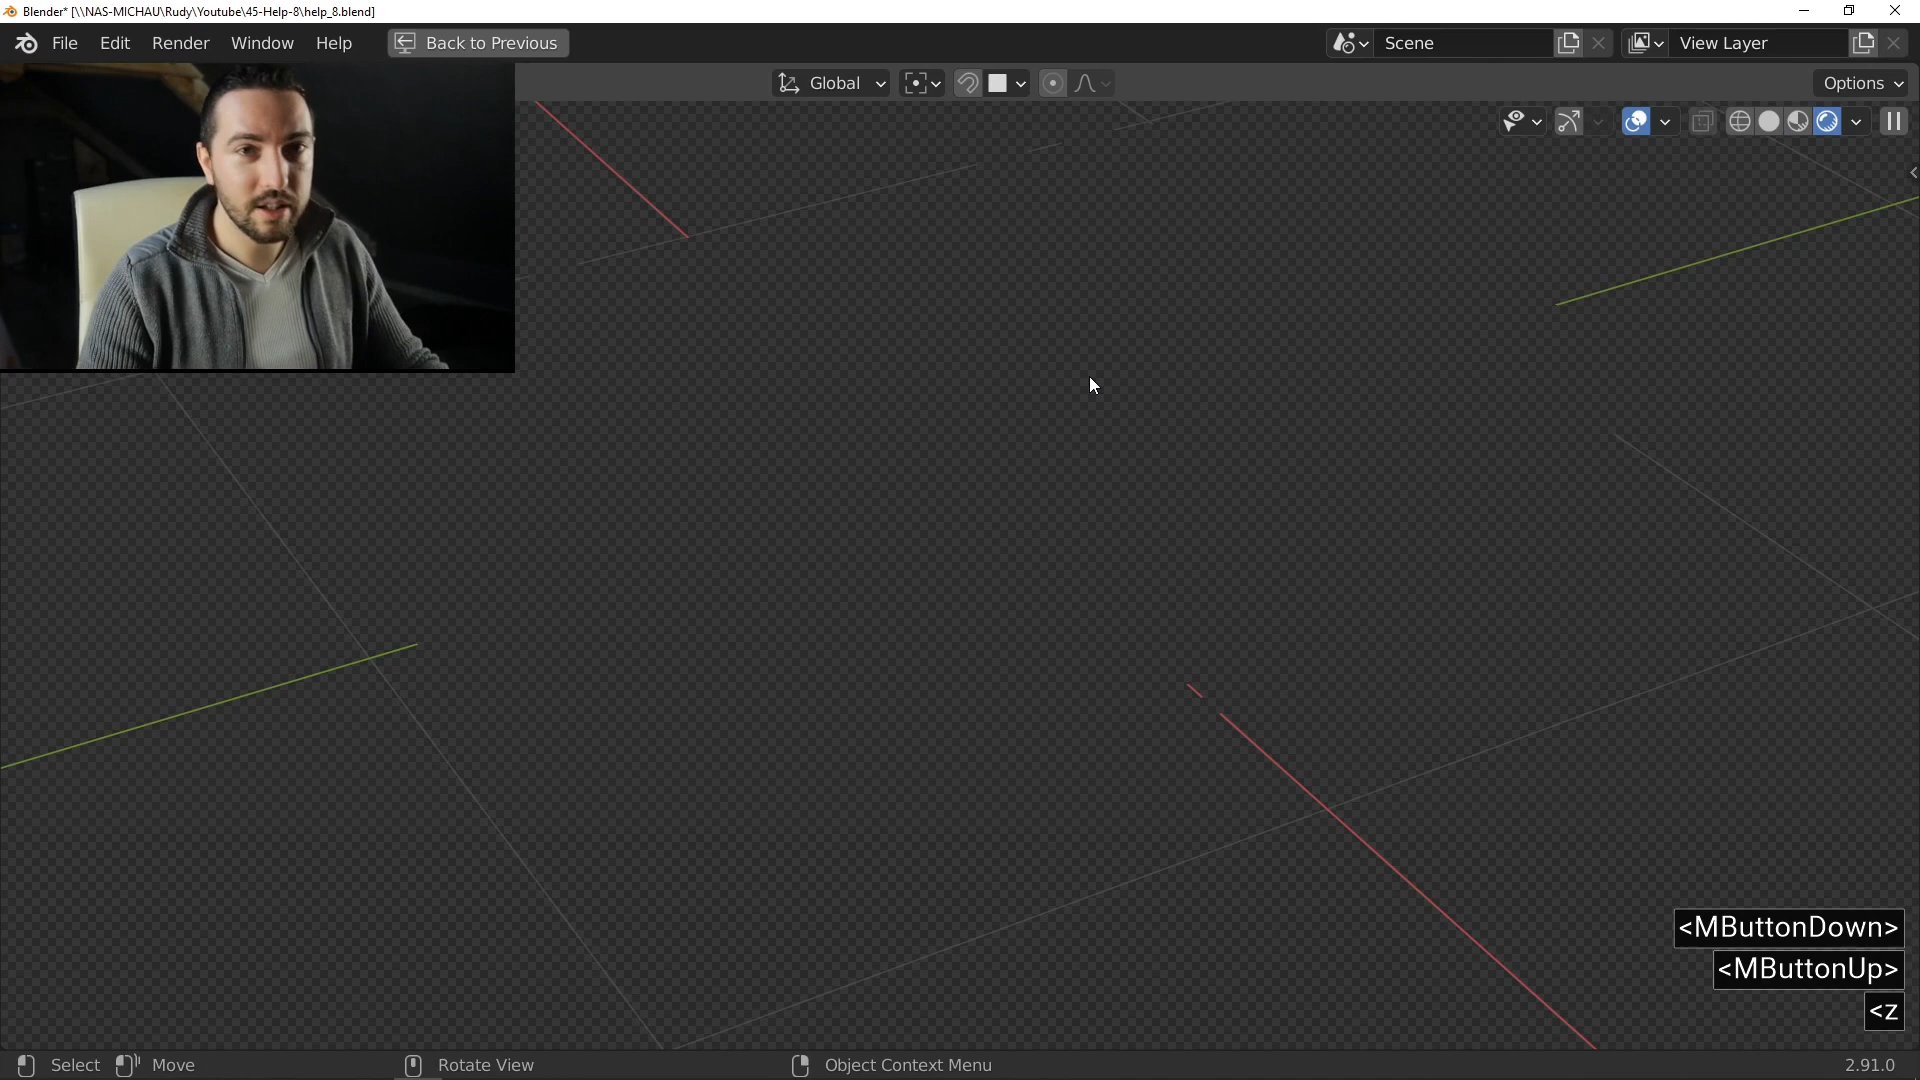 Blender* [\\NAS-MICHAU\Rudy\Youtube\45-Help-8\help_8.blend]
File Edit Render Window Help Back to Previous Scene View Layer
Global Options
<MButtonDown>
<MButtonUp>
<z
Select Move Rotate View Object Context Menu 2.91.0